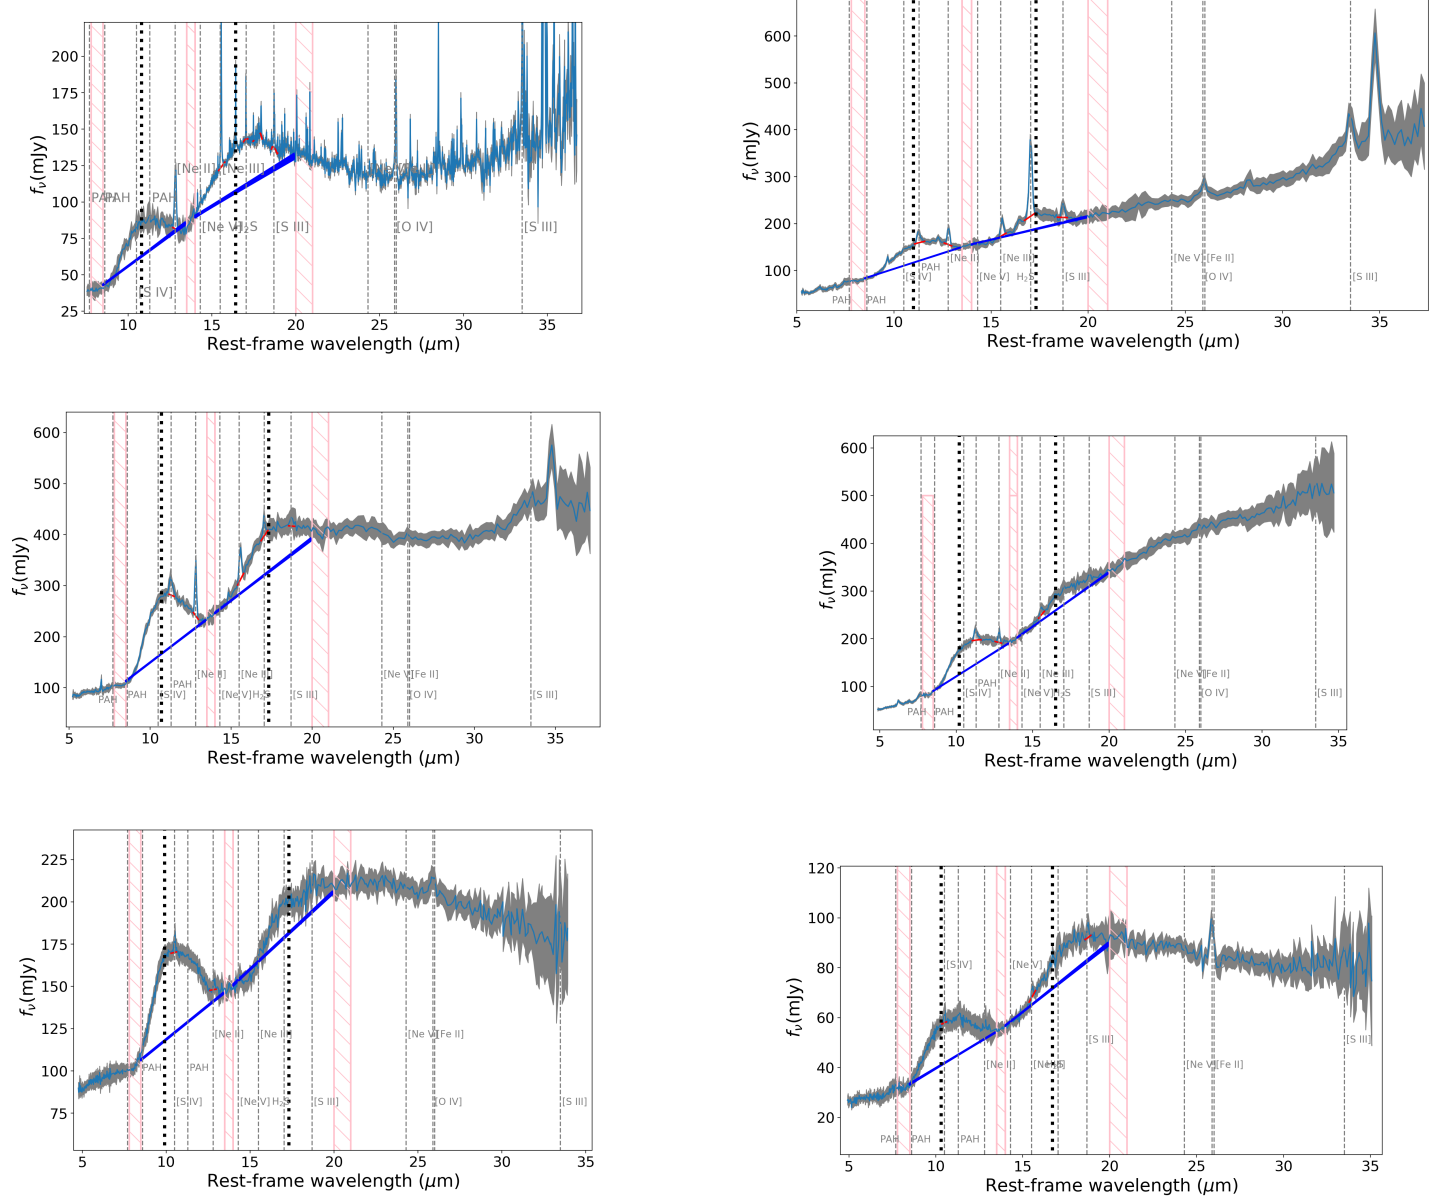 200
175
150
125
100
75
50
25
10 15 20 25 30 35
fν(mJy)
Rest-frame wavelength (μm)
[Ne II] [Ne III]
PAH PAH PAH
[Ne V] H₂S [S III] [O IV] [S III]
[S IV]
600
500
400
300
200
100
5 10 15 20 25 30 35
fν(mJy)
Rest-frame wavelength (μm)
[Ne II] [Ne III] [Ne V] [Fe II]
PAH
[S IV] [Ne V] H₂S [S III] [O IV] [S III]
PAH PAH
600
500
400
300
200
100
5 10 15 20 25 30 35
fν(mJy)
Rest-frame wavelength (μm)
[Ne II] [Ne III] [Ne V] [Fe II]
PAH
PAH PAH [S IV] [Ne V] H₂S [S III] [O IV] [S III]
600
500
400
300
200
100
5 10 15 20 25 30 35
fν(mJy)
Rest-frame wavelength (μm)
[Ne II] [Ne III] [Ne V] [Fe II]
PAH
[S IV] [Ne V] H₂S [S III] [O IV] [S III]
PAH PAH
225
200
175
150
125
100
75
5 10 15 20 25 30 35
fν(mJy)
Rest-frame wavelength (μm)
[Ne II] [Ne III] [Ne V] [Fe II]
PAH PAH
[S IV] [Ne V] H₂S [S III] [O IV] [S III]
120
100
80
60
40
20
5 10 15 20 25 30 35
fν(mJy)
Rest-frame wavelength (μm)
[S IV] [Ne V]
[S III] [S III]
[Ne II] [Ne III] [Ne V] [Fe II]
PAH PAH PAH